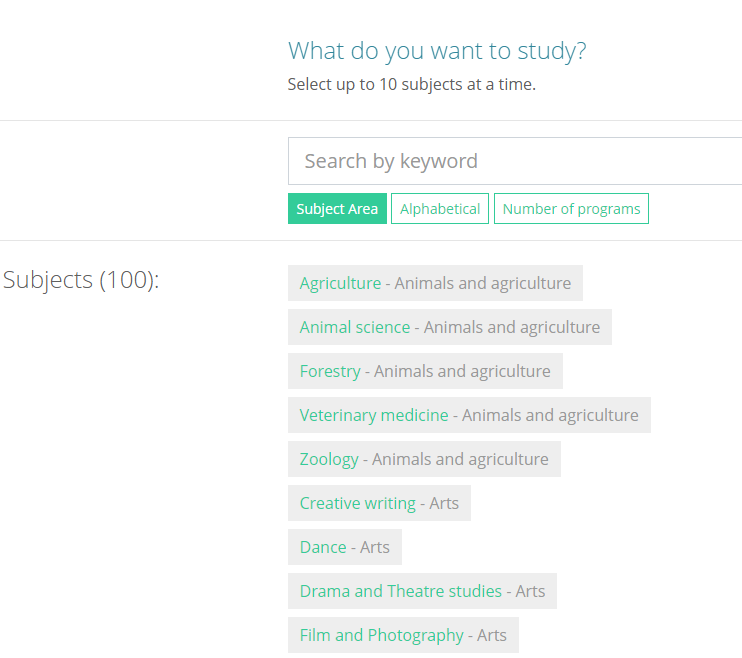 What do you want to study?
Select up to 10 subjects at a time.
Search by keyword
Subject Area Alphabetical Number of programs
Subjects (100):
Agriculture - Animals and agriculture
Animal science - Animals and agriculture
Forestry - Animals and agriculture
Veterinary medicine - Animals and agriculture
Zoology - Animals and agriculture
Creative writing - Arts
Dance - Arts
Drama and Theatre studies - Arts
Film and Photography - Arts